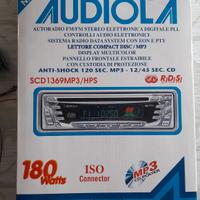 AUDIOLA
AUTORADIO FM/FM STEREO ELETTRONICA DIGITALE PLL
CONTROLLI AUDIO ELETTRONICI
SISTEMA RADIO DATA SYSTEM CON EON E PTY
LETTORE COMPACT DISC / MP3
DISPLAY MULTICOLOR
PANNELLO FRONTALE ESTRAIBILE
CON CUSTODIA DI PROTEZIONE
ANTI-SHOCK 120 SEC. MP3 - 12/45 SEC. CD
SCD1369MP3/HPS
RDS
180
Watts
ISO
Connector
MP3